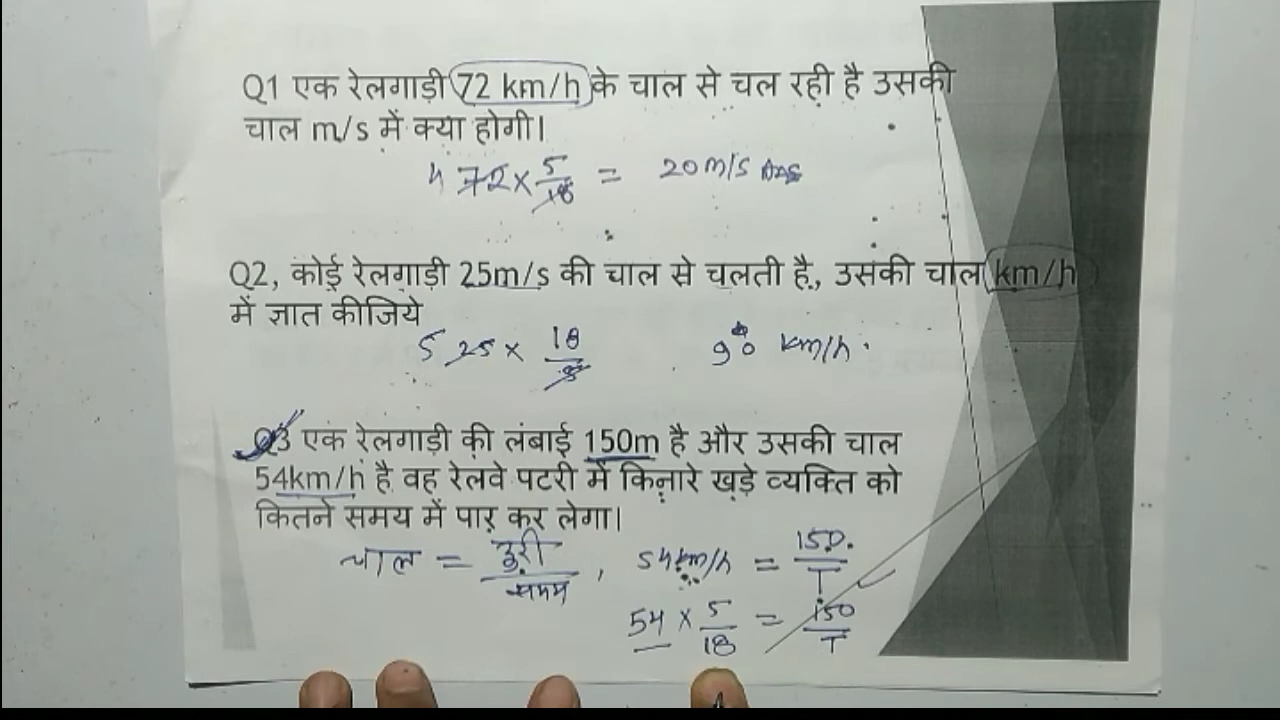 Q1 एक रेलगाड़ी 72 km/h के चाल से चल रही है उसकी
चाल m/s में क्या होगी।
4 72 × 5/18 = 20 m/s Ans
Q2, कोई रेलगाड़ी 25m/s की चाल से चलती है, उसकी चाल km/h
में ज्ञात कीजिये
5 25 × 18/5 90 km/h.
Q3 एक रेलगाड़ी की लंबाई 150m है और उसकी चाल
54km/h है वह रेलवे पटरी में किनारे खड़े व्यक्ति को
कितने समय में पार कर लेगा।
चाल = दूरी/समय, 54km/h = 150/T
54 × 5/18 = 150/T